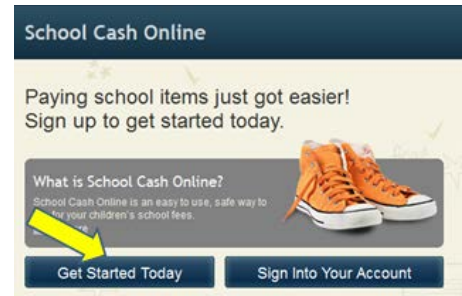 School Cash Online
Paying school items just got easier!
Sign up to get started today.
What is School Cash Online?
School Cash Online is an easy to use, safe way to
for your children's school fees.
Get Started Today
Sign Into Your Account